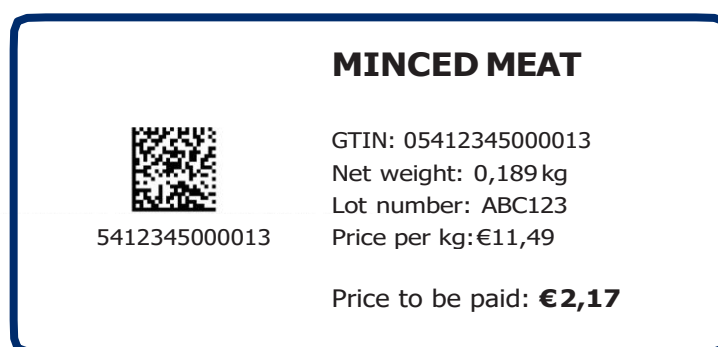 MINCED MEAT
GTIN: 05412345000013
Net weight: 0,189 kg
Lot number: ABC123
5412345000013
Price per kg: €11,49
Price to be paid: €2,17